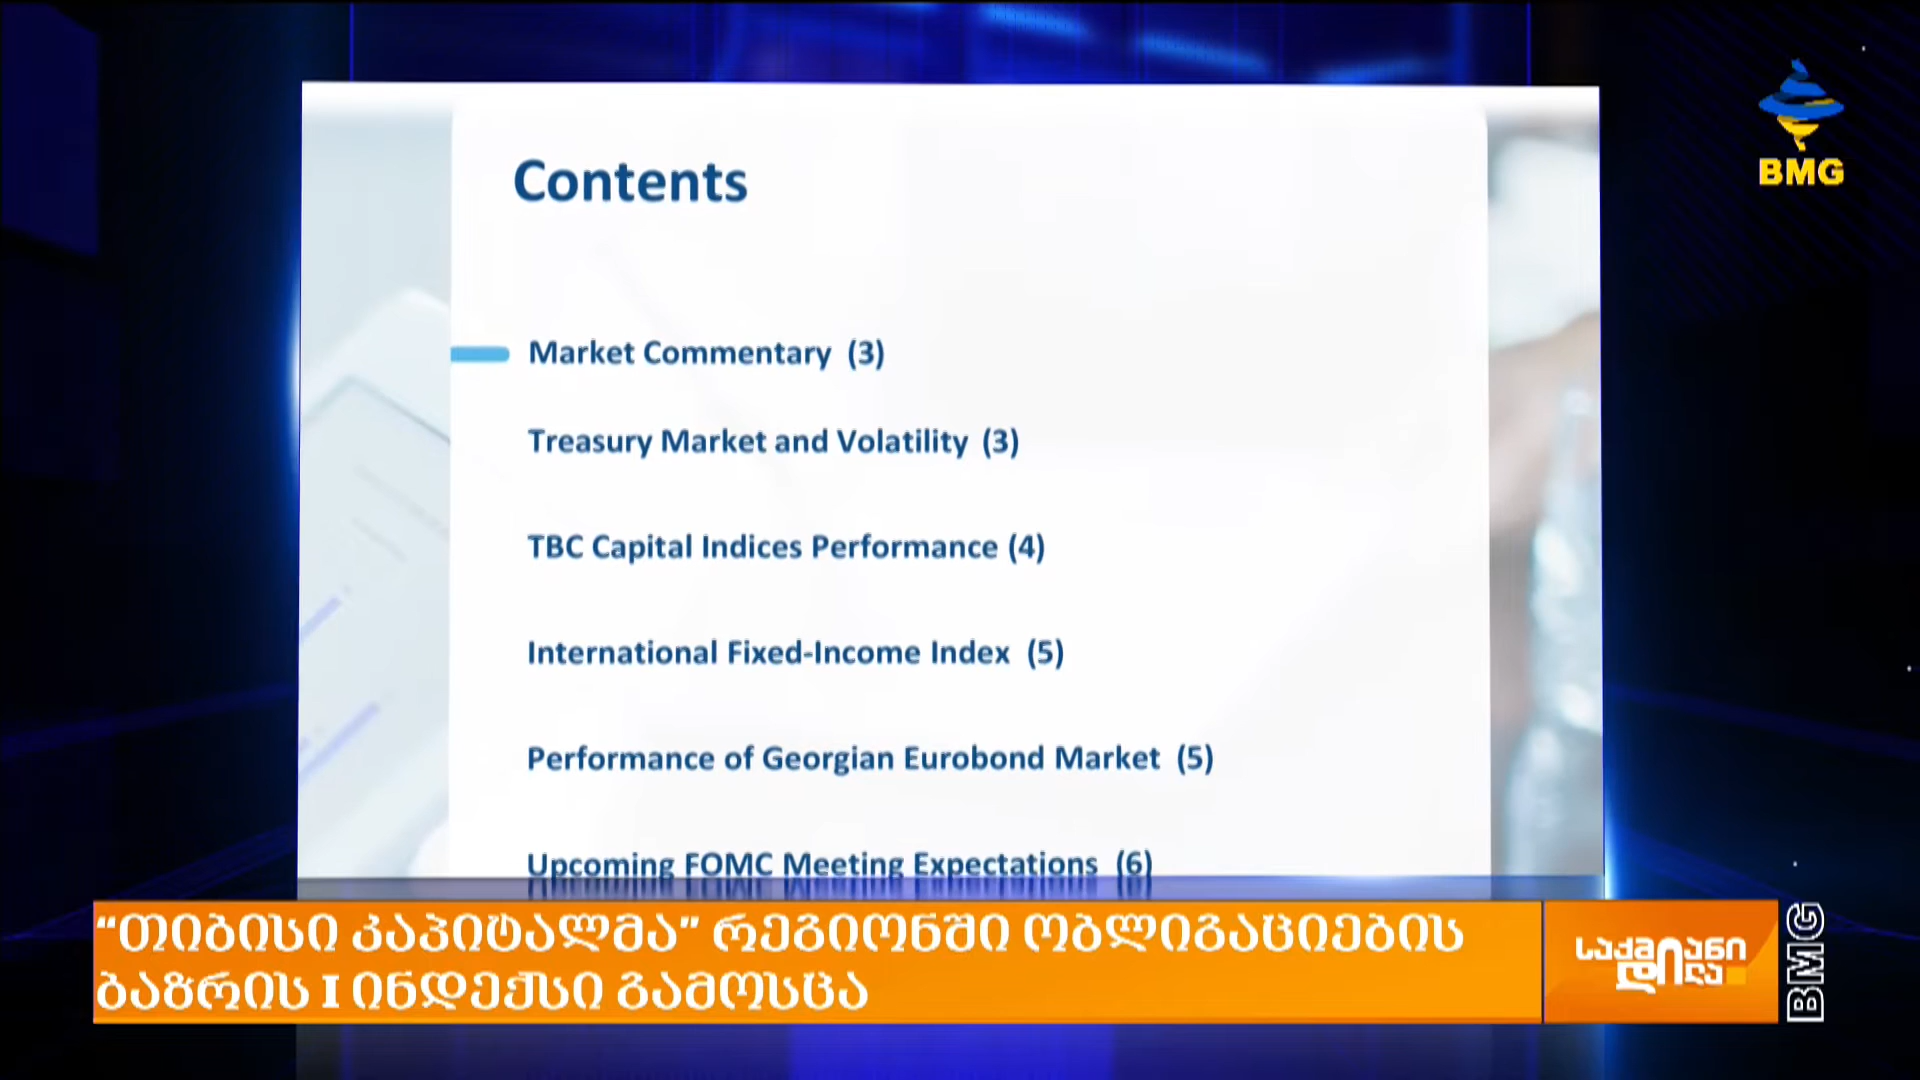 BMG
Contents
Market Commentary (3)
Treasury Market and Volatility (3)
TBC Capital Indices Performance (4)
International Fixed-Income Index (5)
Performance of Georgian Eurobond Market (5)
Upcoming FOMC Meeting Expectations (6)
“თიბისი კაპიტალმა” რეგიონში ობლიგაციების
ბაზრის I ინდექსი გამოსცა
საქმიანი
დილა
BMG